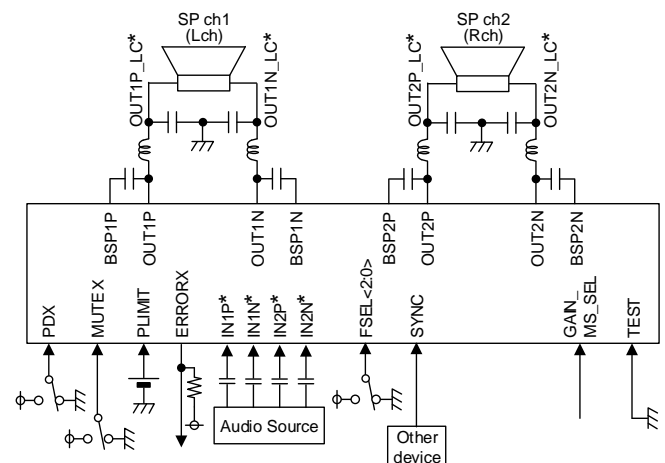 SP ch1
(Lch)
SP ch2
(Rch)
OUT1P_LC*
OUT1N_LC*
OUT2P_LC*
OUT2N_LC*
BSP1P
OUT1P
OUT1N
BSP1N
BSP2P
OUT2P
OUT2N
BSP2N
PDX
MUTEX
PLIMIT
ERRORX
IN1P*
IN1N*
IN2P*
IN2N*
FSEL<2:0>
SYNC
GAIN_
MS_SEL
TEST
Audio Source
Other
device